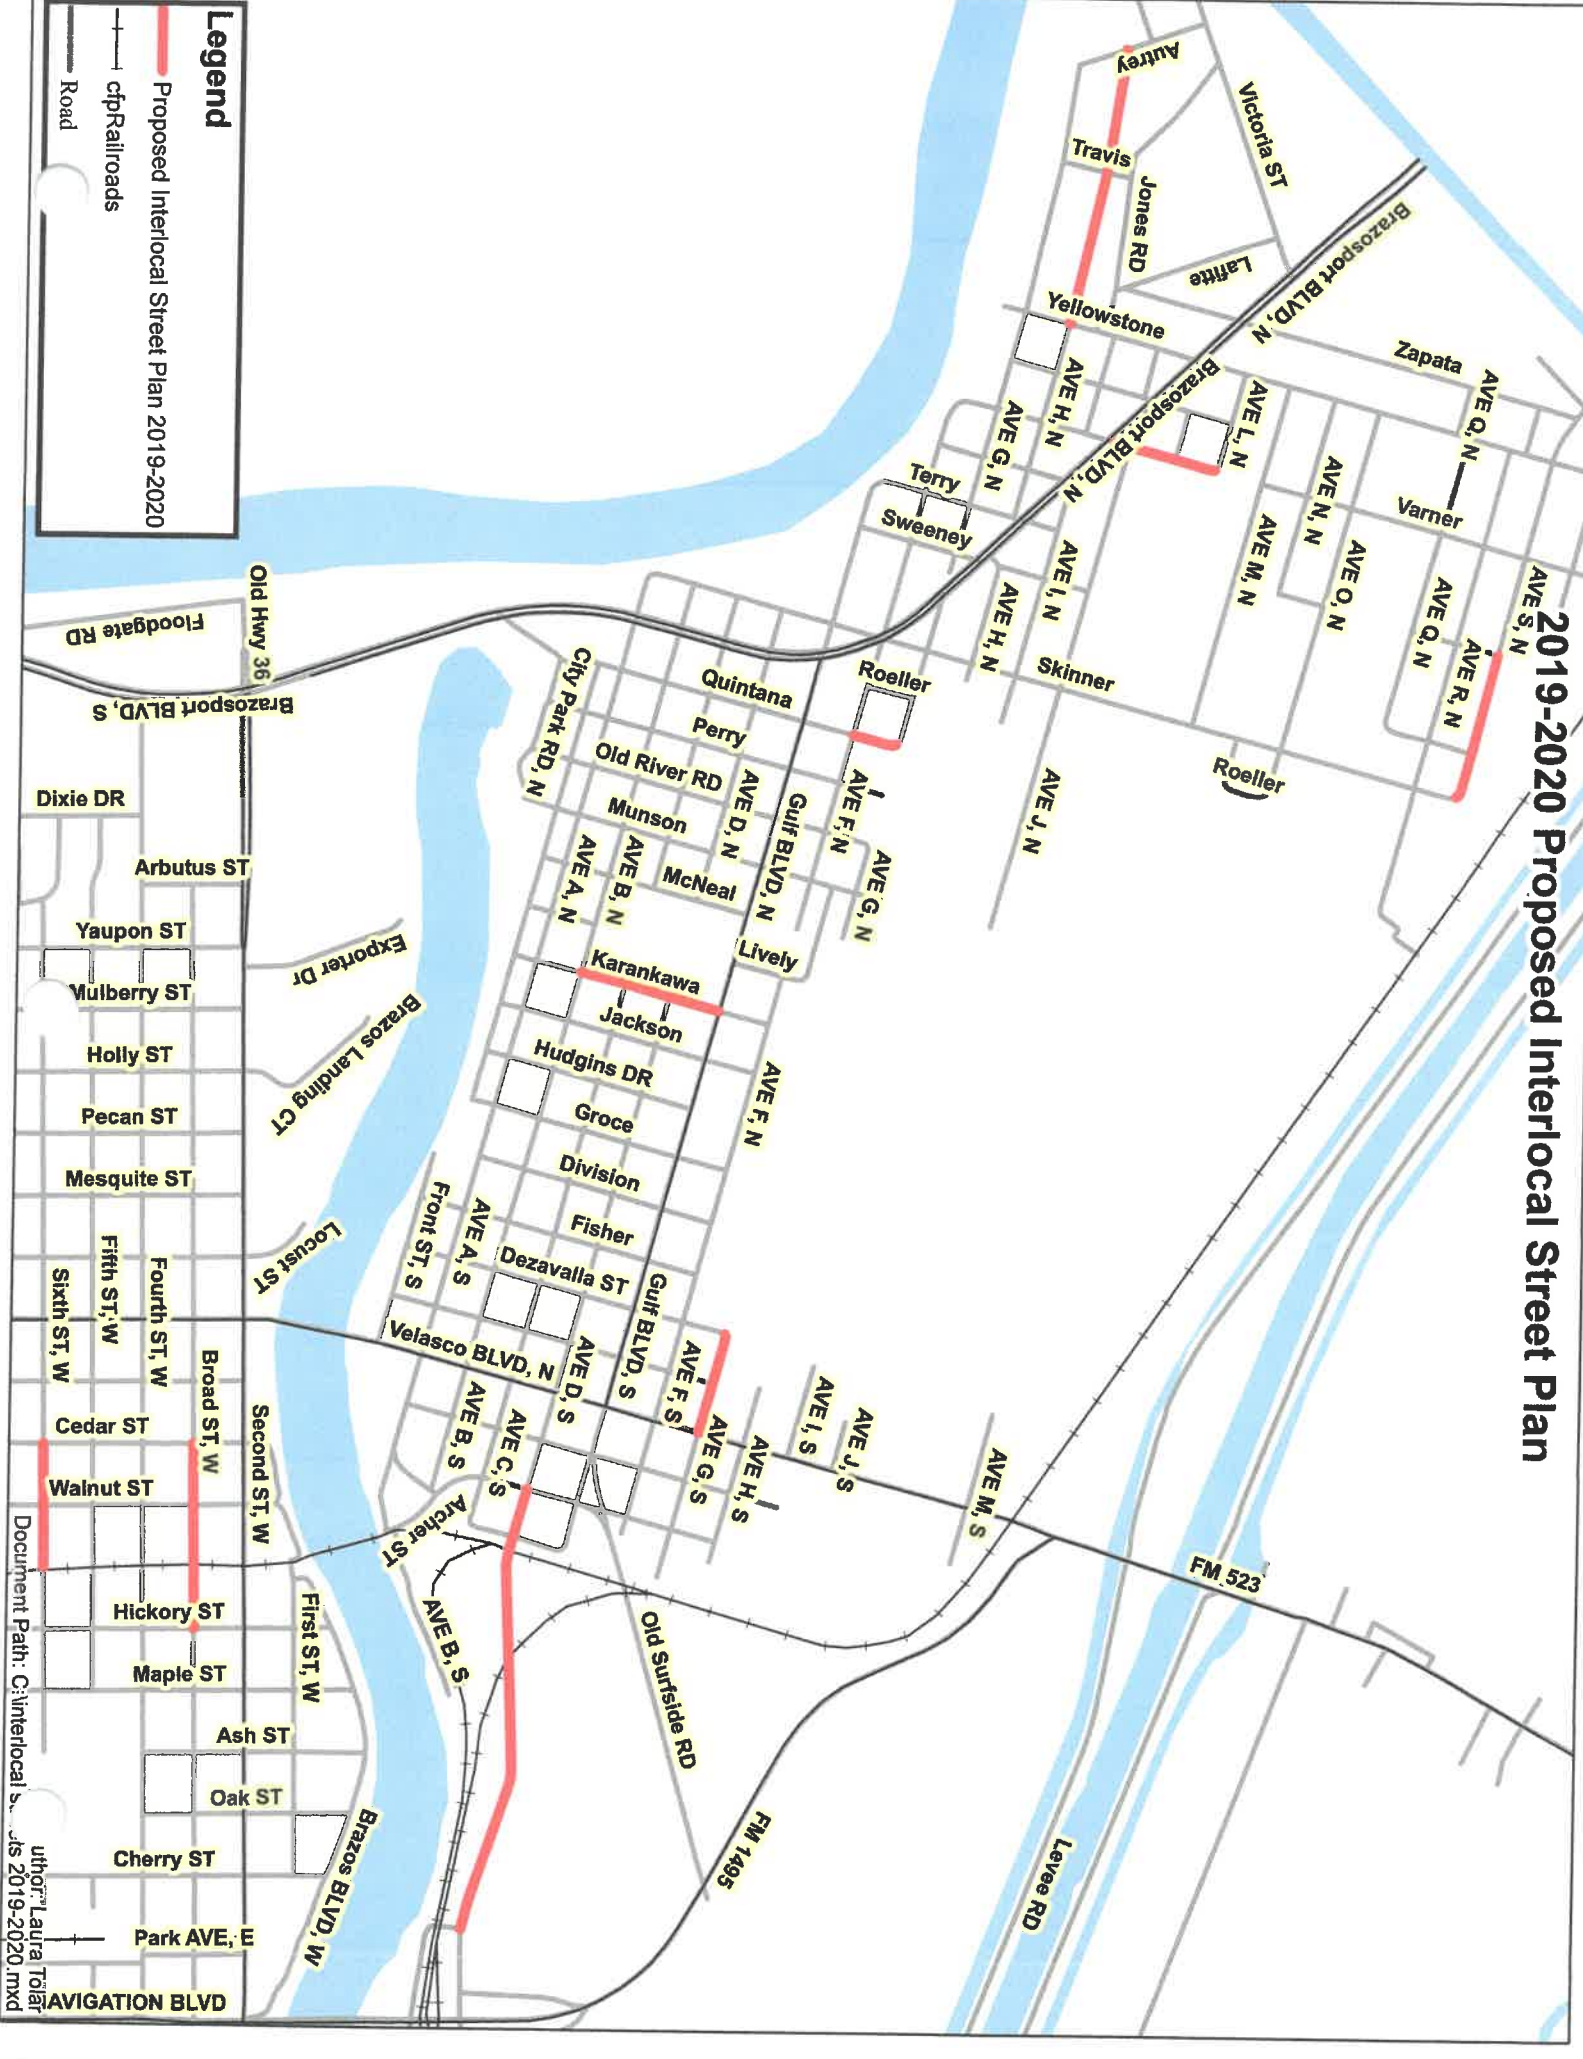 2019-2020 Proposed Interlocal Street Plan
Legend
Proposed Interlocal Street Plan 2019-2020
cfpRailroads
Road
Autrey
Victoria ST
Travis
Jones RD
Lafitte
Brazosport BLVD, N
Yellowstone
Zapata
AVE Q, N
Brazosport BLVD, N
AVE H, N
AVE L, N
AVE G, N
AVE N, N
Varner
Terry
Sweeney
AVE M, N
AVE O, N
AVE I, N
AVE H, N
AVE S, N
AVE Q, N
AVE R, N
Skinner
Roeller
Roeller
AVE J, N
Old Hwy 36
Floodgate RD
Brazosport BLVD, S
City Park RD, N
Quintana
Perry
Old River RD
Munson
AVE D, N
Gulf BLVD, N
AVE F, N
AVE G, N
AVE A, N
AVE B, N
McNeal
Lively
Karankawa
Jackson
Hudgins DR
Groce
AVE F, N
Division
Fisher
Dezavalla ST
Front ST, S
AVE A, S
Gulf BLVD, S
Velasco BLVD, N
AVE D, S
AVE F, S
AVE B, S
AVE C, S
AVE G, S
AVE H, S
AVE I, S
AVE J, S
AVE M, S
Archer ST
AVE B, S
Old Surfside RD
FM 523
FM 1495
Levee RD
Dixie DR
Arbutus ST
Yaupon ST
Exporter Dr
Mulberry ST
Brazos Landing CT
Holly ST
Pecan ST
Mesquite ST
Locust ST
Sixth ST, W
Fifth ST, W
Fourth ST, W
Broad ST, W
Second ST, W
Cedar ST
Walnut ST
Hickory ST
First ST, W
Maple ST
Ash ST
Oak ST
Cherry ST
Brazos BLVD, W
Park AVE, E
AVIGATION BLVD
uthor: Laura Tolar
Document Path: C:\interlocal s ts 2019-2020.mxd